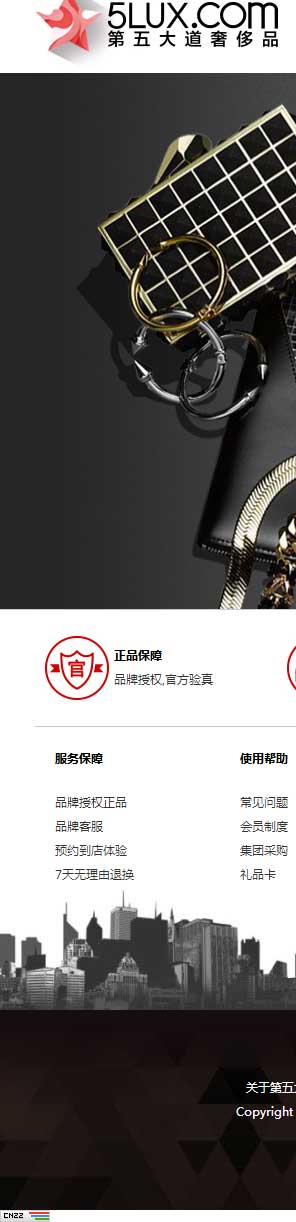 5LUX.COM
第五大道奢侈品
官
正品保障
品牌授权,官方验真
服务保障
使用帮助
品牌授权正品
常见问题
品牌客服
会员制度
预约到店体验
集团采购
7天无理由退换
礼品卡
关于第五
Copyright
CNZZ